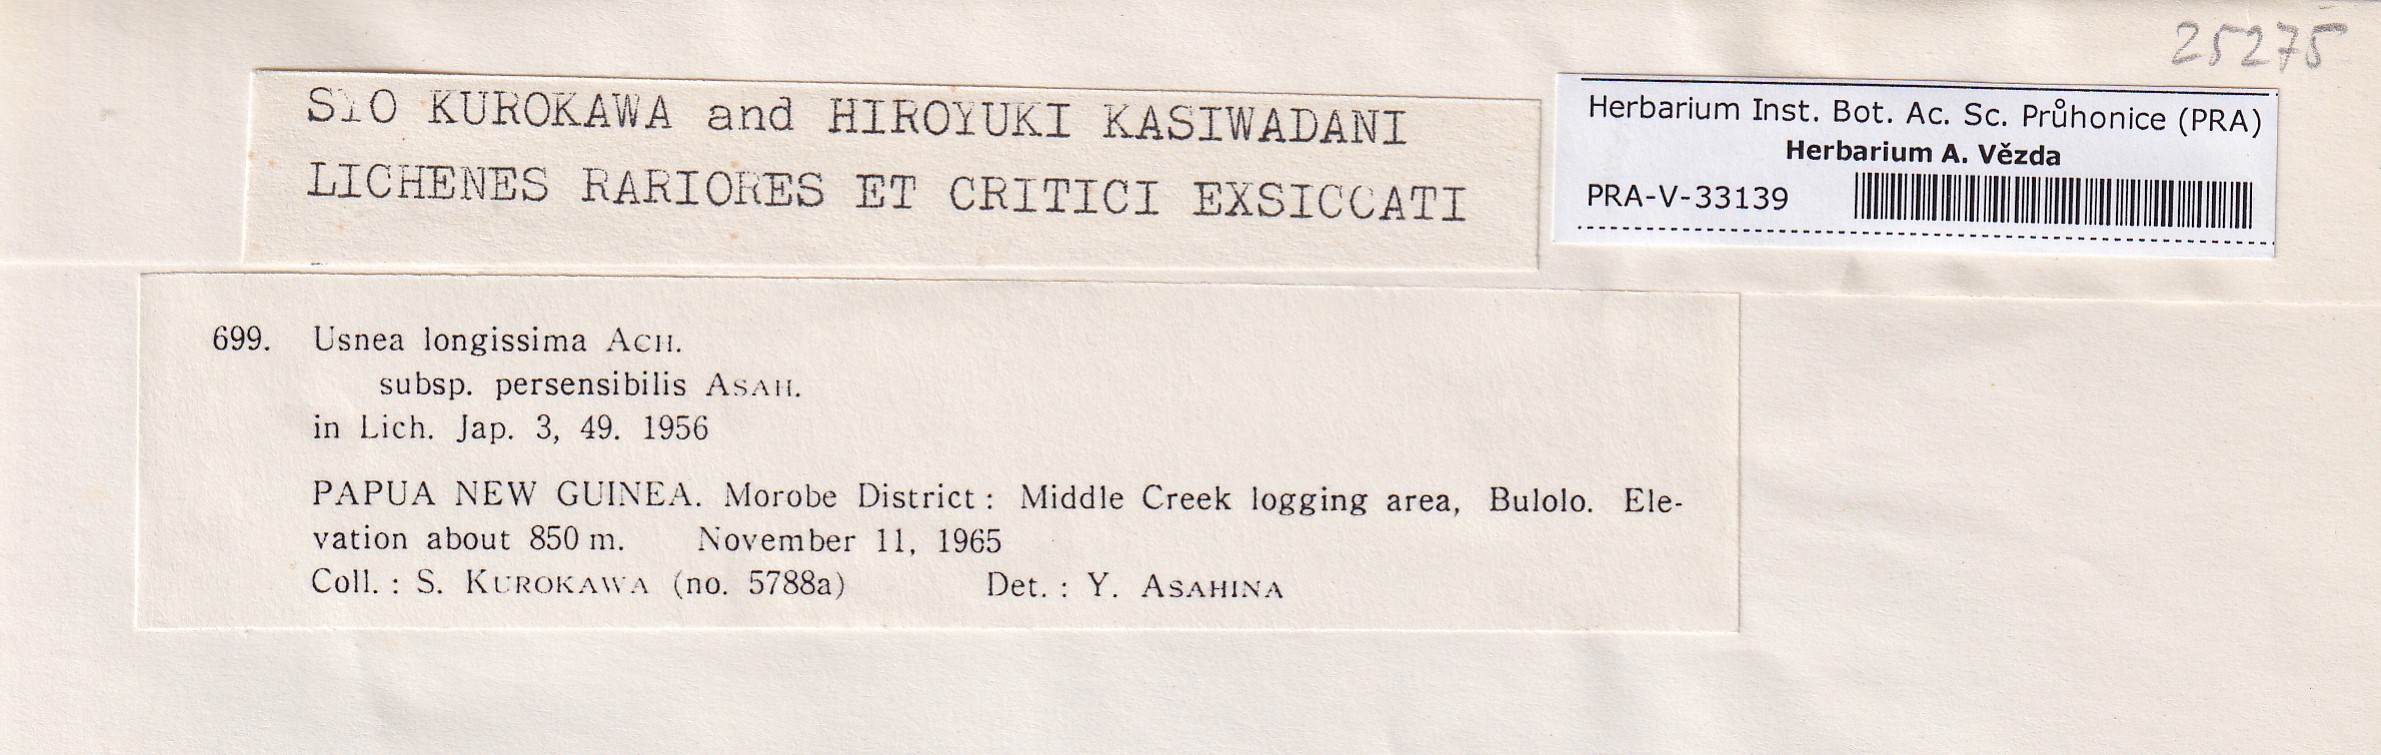 25275
SYO KUROKAWA and HIROYUKI KASIWADANI
LICHENES RARIORES ET CRITICI EXSICCATI
Herbarium Inst. Bot. Ac. Sc. Průhonice (PRA)
Herbarium A. Vězda
PRA-V-33139
699. Usnea longissima ACH.
subsp. persensibilis ASAH.
in Lich. Jap. 3, 49. 1956
PAPUA NEW GUINEA. Morobe District : Middle Creek logging area, Bulolo. Ele-
vation about 850 m. November 11, 1965
Coll. : S. KUROKAWA (no. 5788a) Det. : Y. ASAHINA